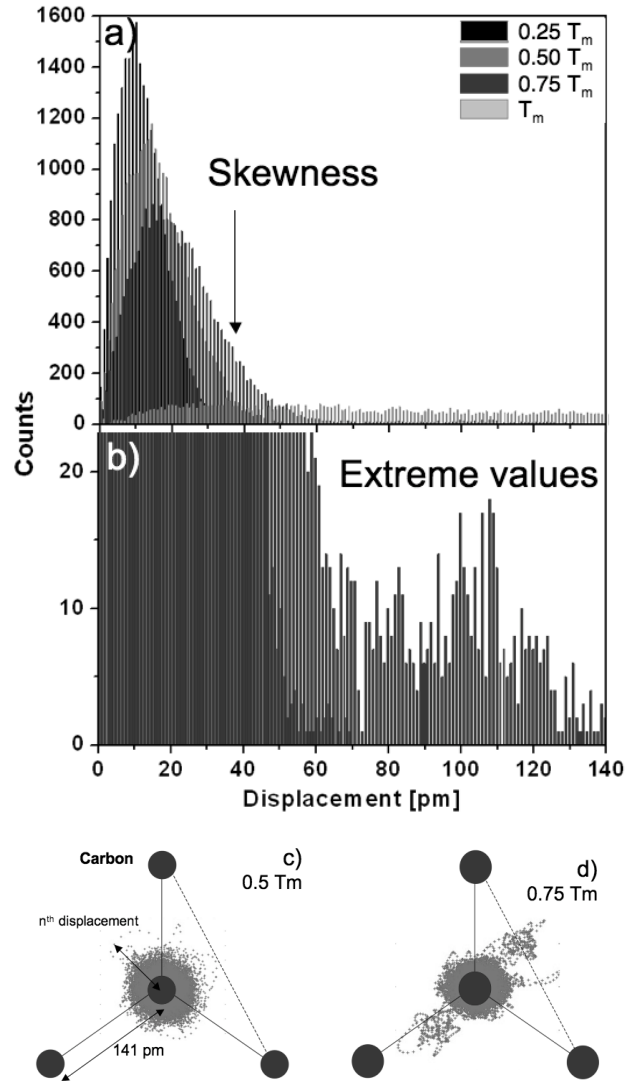 a)
0.25 Tm
0.50 Tm
0.75 Tm
Tm
Skewness
1600
1400
1200
1000
800
600
400
200
0
Counts
b)
Extreme values
20
10
0
0 20 40 60 80 100 120 140
Displacement [pm]
Carbon
c)
0.5 Tm
nth displacement
141 pm
d)
0.75 Tm